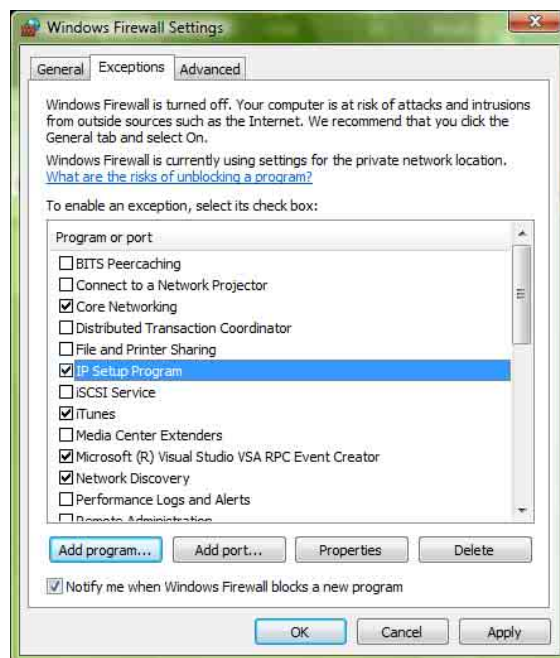 Windows Firewall Settings
General Exceptions Advanced
Windows Firewall is turned off. Your computer is at risk of attacks and intrusions
from outside sources such as the Internet. We recommend that you click the
General tab and select On.
Windows Firewall is currently using settings for the private network location.
What are the risks of unblocking a program?
To enable an exception, select its check box:
Program or port
BITS Peercaching
Connect to a Network Projector
Core Networking
Distributed Transaction Coordinator
File and Printer Sharing
IP Setup Program
iSCSI Service
iTunes
Media Center Extenders
Microsoft (R) Visual Studio VSA RPC Event Creator
Network Discovery
Performance Logs and Alerts
Remote Administration
Add program... Add port... Properties Delete
Notify me when Windows Firewall blocks a new program
OK Cancel Apply